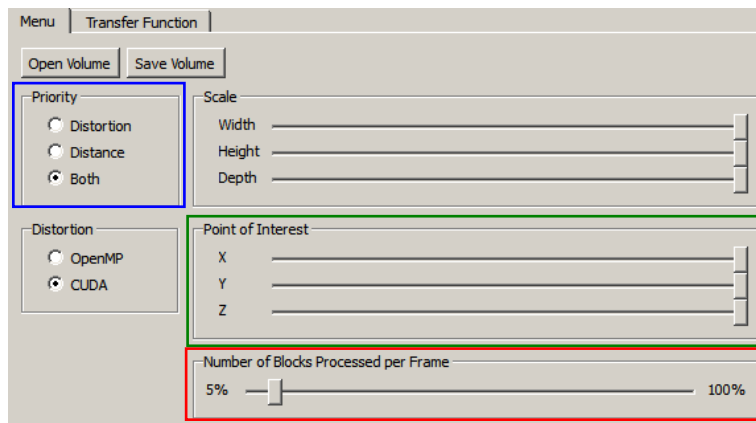 Menu Transfer Function
Open Volume Save Volume
Priority
Distortion
Distance
Both
Scale
Width
Height
Depth
Distortion
OpenMP
CUDA
Point of Interest
X
Y
Z
Number of Blocks Processed per Frame
5% 100%